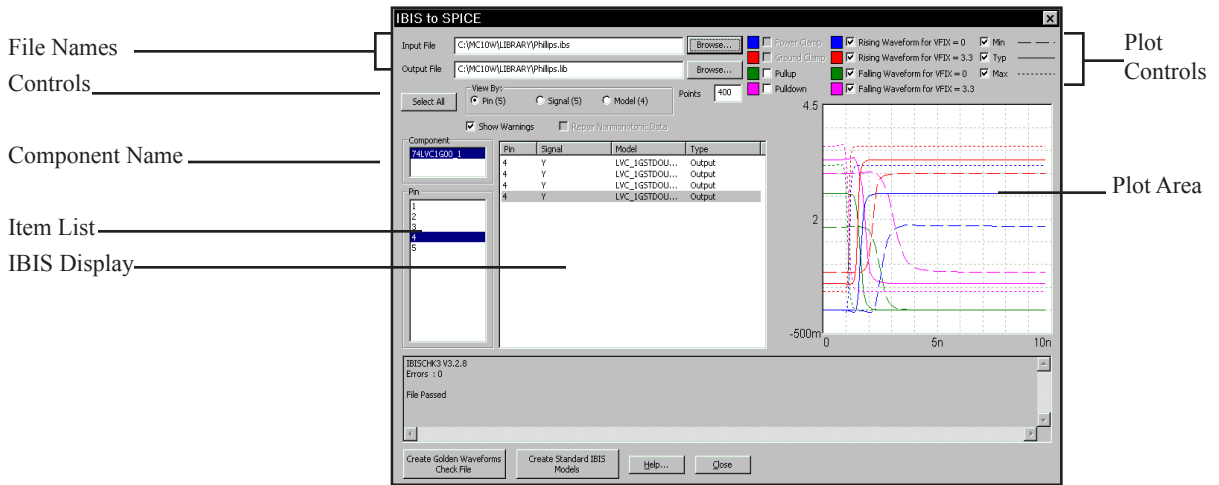 IBIS to SPICE
File Names
Input File C:\MC10W\LIBRARY\Phillips.ibs Browse...
Output File C:\MC10W\LIBRARY\Phillips.lib Browse...
Power Clamp Rising Waveform for VFIX = 0 Min
Ground Clamp Rising Waveform for VFIX = 3.3 Typ
Pullup Falling Waveform for VFIX = 0 Max
Pulldown Falling Waveform for VFIX = 3.3
Plot
Controls
Controls
Select All View By: Pin (5) Signal (5) Model (4) Points 400
Show Warnings Repair Nonmonotonic Data
Component Name
Component
74LVC1G00_1
Pin
1
2
3
4
5
Item List
IBIS Display
Pin Signal Model Type
4 Y LVC_1GSTDOU... Output
4 Y LVC_1GSTDOU... Output
4 Y LVC_1GSTDOU... Output
4 Y LVC_1GSTDOU... Output
4.5
2
-500m
0 5n 10n
Plot Area
IBISCHK3 V3.2.8
Errors : 0
File Passed
Create Golden Waveforms
Check File
Create Standard IBIS
Models
Help...
Close